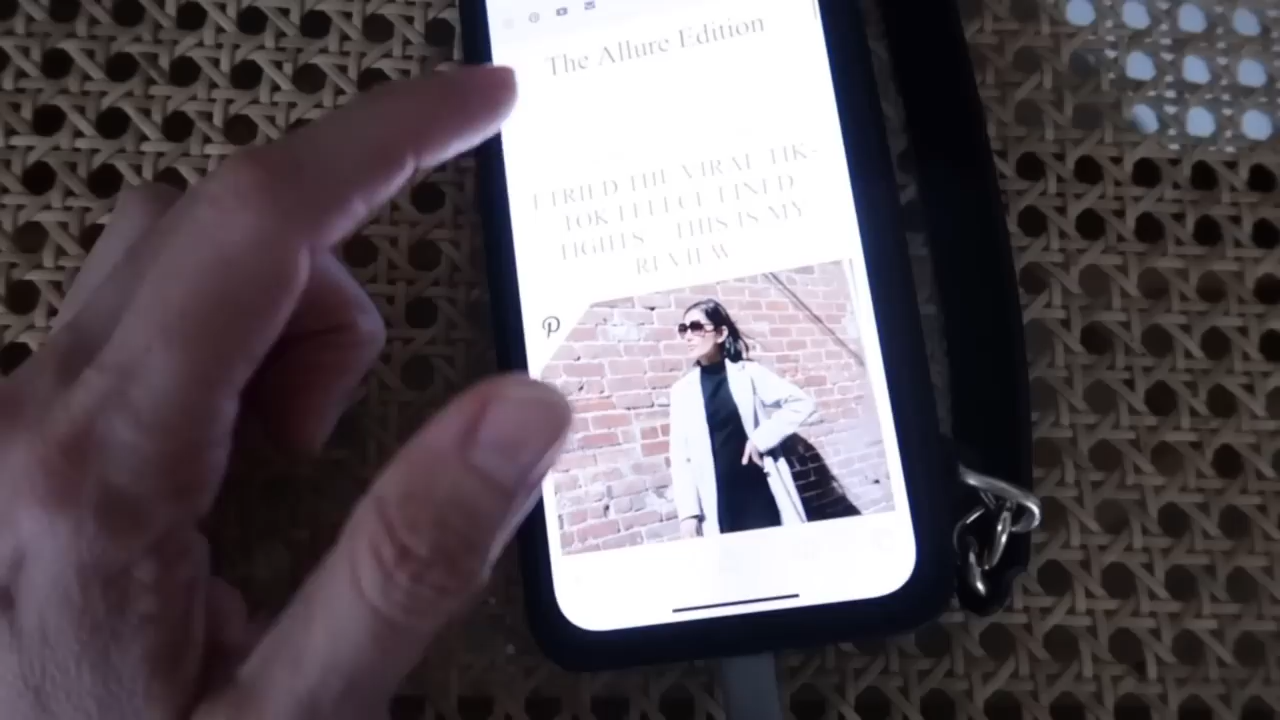 The Allure Edition
I TRIED THE VIRAL TIK-
TOK FLEECE LINED
TIGHTS – THIS IS MY
REVIEW